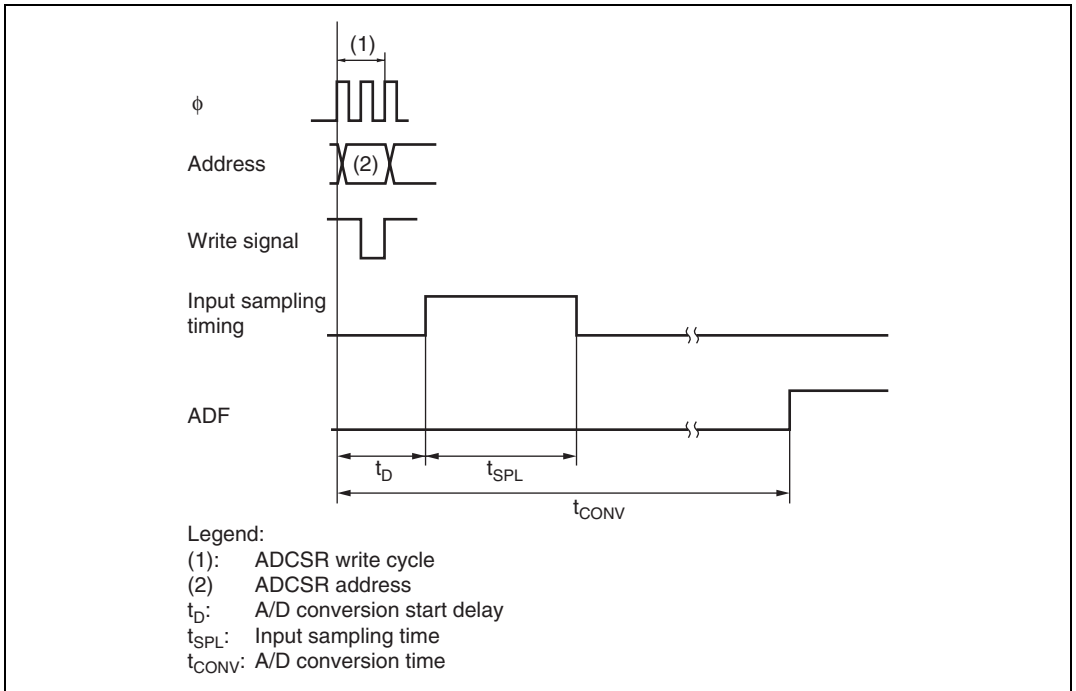 (1)
ϕ
Address
(2)
Write signal
Input sampling
timing
ADF
tD
tSPL
tCONV
Legend:
(1): ADCSR write cycle
(2) ADCSR address
tD: A/D conversion start delay
tSPL: Input sampling time
tCONV: A/D conversion time